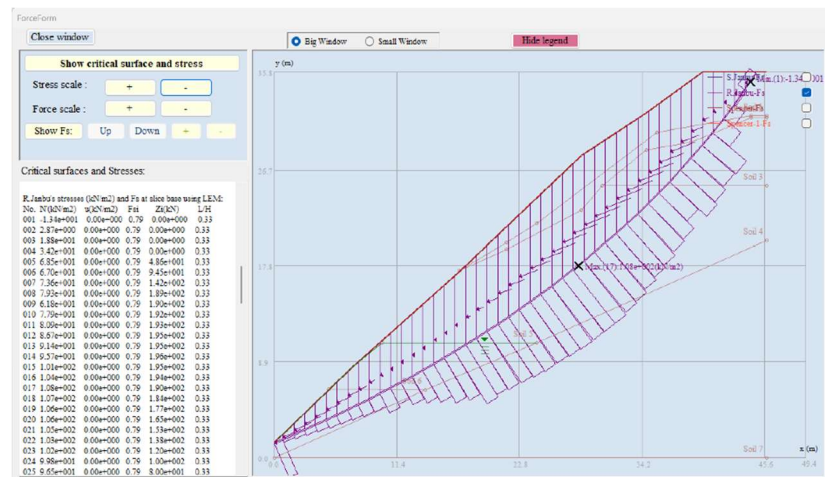 ForceForm
Close window
Big Window Small Window
Hide legend
Show critical surface and stress
Stress scale : + -
Force scale : + -
Show Fs: Up Down + -
Critical surfaces and Stresses:
R.Janbu's stresses (kN/m2) and Fs at slice base using LEM:
No. N'(kN/m2) u(kN/m2) Fsi Zi(kN) L/H
001 -1.34e+001 0.00e+000 0.79 0.00e+000 0.33
002 2.87e+000 0.00e+000 0.79 0.00e+000 0.33
003 1.88e+001 0.00e+000 0.79 0.00e+000 0.33
004 3.42e+001 0.00e+000 0.79 0.00e+000 0.33
005 6.85e+001 0.00e+000 0.79 4.86e+001 0.33
006 6.70e+001 0.00e+000 0.79 9.45e+001 0.33
007 7.36e+001 0.00e+000 0.79 1.42e+002 0.33
008 7.93e+001 0.00e+000 0.79 1.89e+002 0.33
009 6.18e+001 0.00e+000 0.79 1.90e+002 0.33
010 7.79e+001 0.00e+000 0.79 1.92e+002 0.33
011 8.09e+001 0.00e+000 0.79 1.93e+002 0.33
012 8.67e+001 0.00e+000 0.79 1.95e+002 0.33
013 9.14e+001 0.00e+000 0.79 1.95e+002 0.33
014 9.57e+001 0.00e+000 0.79 1.96e+002 0.33
015 1.01e+002 0.00e+000 0.79 1.95e+002 0.33
016 1.04e+002 0.00e+000 0.79 1.94e+002 0.33
017 1.08e+002 0.00e+000 0.79 1.90e+002 0.33
018 1.07e+002 0.00e+000 0.79 1.84e+002 0.33
019 1.06e+002 0.00e+000 0.79 1.77e+002 0.33
020 1.06e+002 0.00e+000 0.79 1.65e+002 0.33
021 1.05e+002 0.00e+000 0.79 1.53e+002 0.33
022 1.03e+002 0.00e+000 0.79 1.38e+002 0.33
023 1.02e+002 0.00e+000 0.79 1.20e+002 0.33
024 9.98e+001 0.00e+000 0.79 1.00e+002 0.33
025 9.65e+001 0.00e+000 0.79 8.00e+001 0.33
y (m)
R.Janbu-Fs
Spencer-1-Fs
26.7
Soil 3
Soil 4
17.8
Max.(17):1.08e+002(kN/m2)
Soil 5
8.9
Soil 7
x (m)
0.0
0.6 11.4 22.8 34.2 45.6 49.4